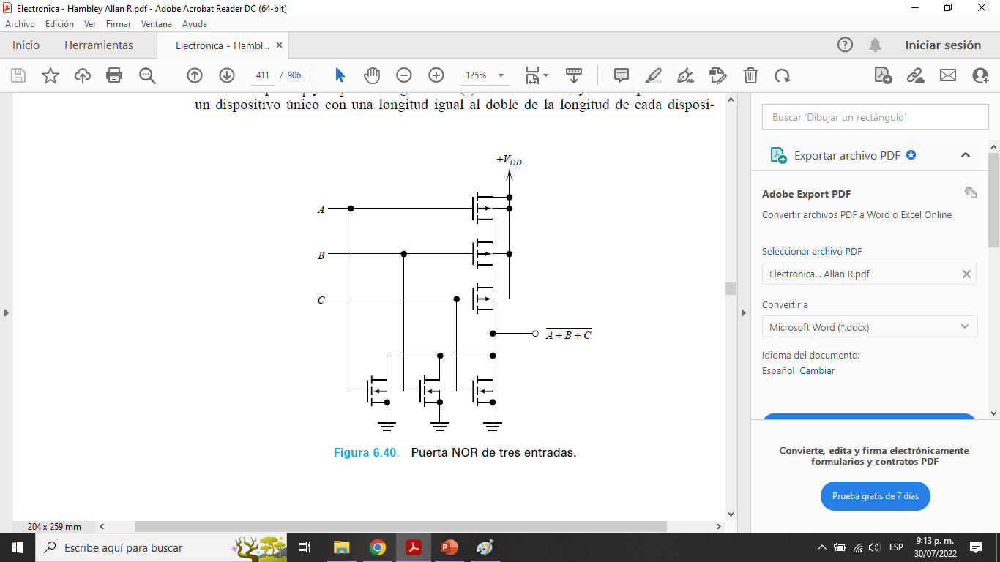 Electronica - Hambley Allan R.pdf - Adobe Acrobat Reader DC (64-bit)
Archivo Edición Ver Firmar Ventana Ayuda
Inicio Herramientas Electronica - Hambl... Iniciar sesión
411 / 906 125%
un dispositivo único con una longitud igual al doble de la longitud de cada disposi-
+V_DD
A
B
C
A + B + C
Figura 6.40. Puerta NOR de tres entradas.
204 x 259 mm
Buscar 'Dibujar un rectángulo'
Exportar archivo PDF
Adobe Export PDF
Convertir archivos PDF a Word o Excel Online
Seleccionar archivo PDF
Electronica... Allan R.pdf
Convertir a
Microsoft Word (*.docx)
Idioma del documento:
Español Cambiar
Convierte, edita y firma electrónicamente
formularios y contratos PDF
Prueba gratis de 7 días
Escribe aquí para buscar
ESP
9:13 p. m.
30/07/2022